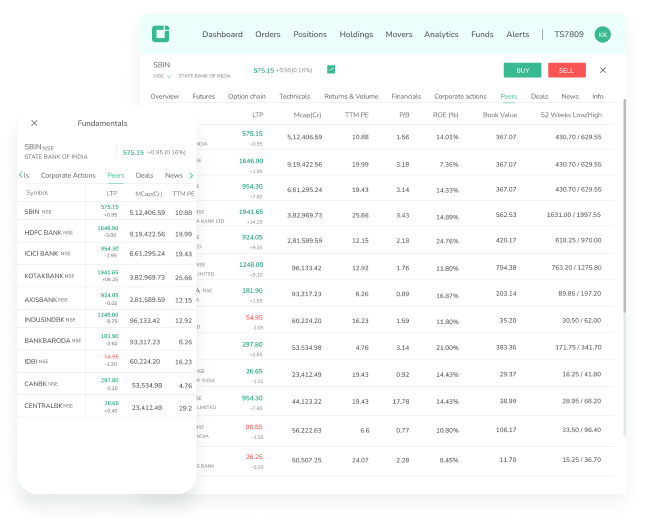 Dashboard Orders Positions Holdings Movers Analytics Funds Alerts TS7809 KK
SBIN
NSE STATE BANK OF INDIA 575.15 +0.95(0.16%) BUY SELL
Overview Futures Option chain Technicals Returns & Volume Financials Corporate actions Peers Deals News Info
LTP Mcap(Cr) TTM PE P/B ROE (%) Book Value 52 Weeks Low/High
575.15 5,12,406.59 10.88 1.56 14.01% 367.07 430.70 / 629.55
+0.95
1646.90 9,19,422.56 19.99 3.18 7.36% 367.07 430.70 / 629.55
954.30 6,61,295.24 19.43 3.14 14.33% 367.07 430.70 / 629.55
+7.80
1941.65 3,82,969.73 25.66 3.43 14.89% 562.53 1631.00 / 1997.55
A BANK LTD +14.25
924.05 2,81,589.59 12.15 2.18 24.76% 420.17 618.25 / 970.00
1248.00 96,133.42 12.92 1.76 11.80% 704.38 763.20 / 1275.80
LIMITED
A NSE 181.90 93,317.23 6.26 0.89 16.87% 203.14 89.85 / 197.20
+1.55
54.95 60,224.20 16.23 1.59 11.80% 35.20 30.50 / 62.00
-1.05
297.80 53,534.98 4.76 3.14 21.00% 383.36 171.75 / 341.70
+2.65
26.65 23,412.49 19.43 0.92 14.43% 29.37 16.25 / 41.80
OF INDIA
954.30 44,123.22 19.43 17.78 14.43% 38.99 28.95 / 68.20
LIMITED +7.80
80.65 56,222.63 6.6 0.77 10.80% 106.17 33.50 / 96.40
-1.55
26.25 50,507.25 24.07 2.28 8.45% 11.70 15.25 / 36.70
S BANK -0.50
Fundamentals
SBIN NSE
STATE BANK OF INDIA 575.15 +0.95 (0.16%)
ls Corporate Actions Peers Deals News
Symbol LTP MCap(Cr) TTM PE
SBIN NSE 575.15 5,12,406.59 10.88
+0.95
HDFC BANK NSE 1646.90 9,19,422.56 19.99
ICICI BANK NSE 954.30 6,61,295.24 19.43
-2.95
KOTAKBANK NSE 1941.65 3,82,969.73 25.66
+06.25
AXISBANK NSE 924.05 2,81,589.59 12.15
-0.05
INDUSINDBK NSE 1248.00 96,133.42 12.92
-8.75
BANKBARODA NSE 181.90 93,317.23 6.26
-0.60
IDBI NSE 54.95 60,224.20 16.23
-1.30
CANBK NSE 297.80 53,534.98 4.76
CENTRALBK NSE 26.65 23,412.49 29.2
+0.40